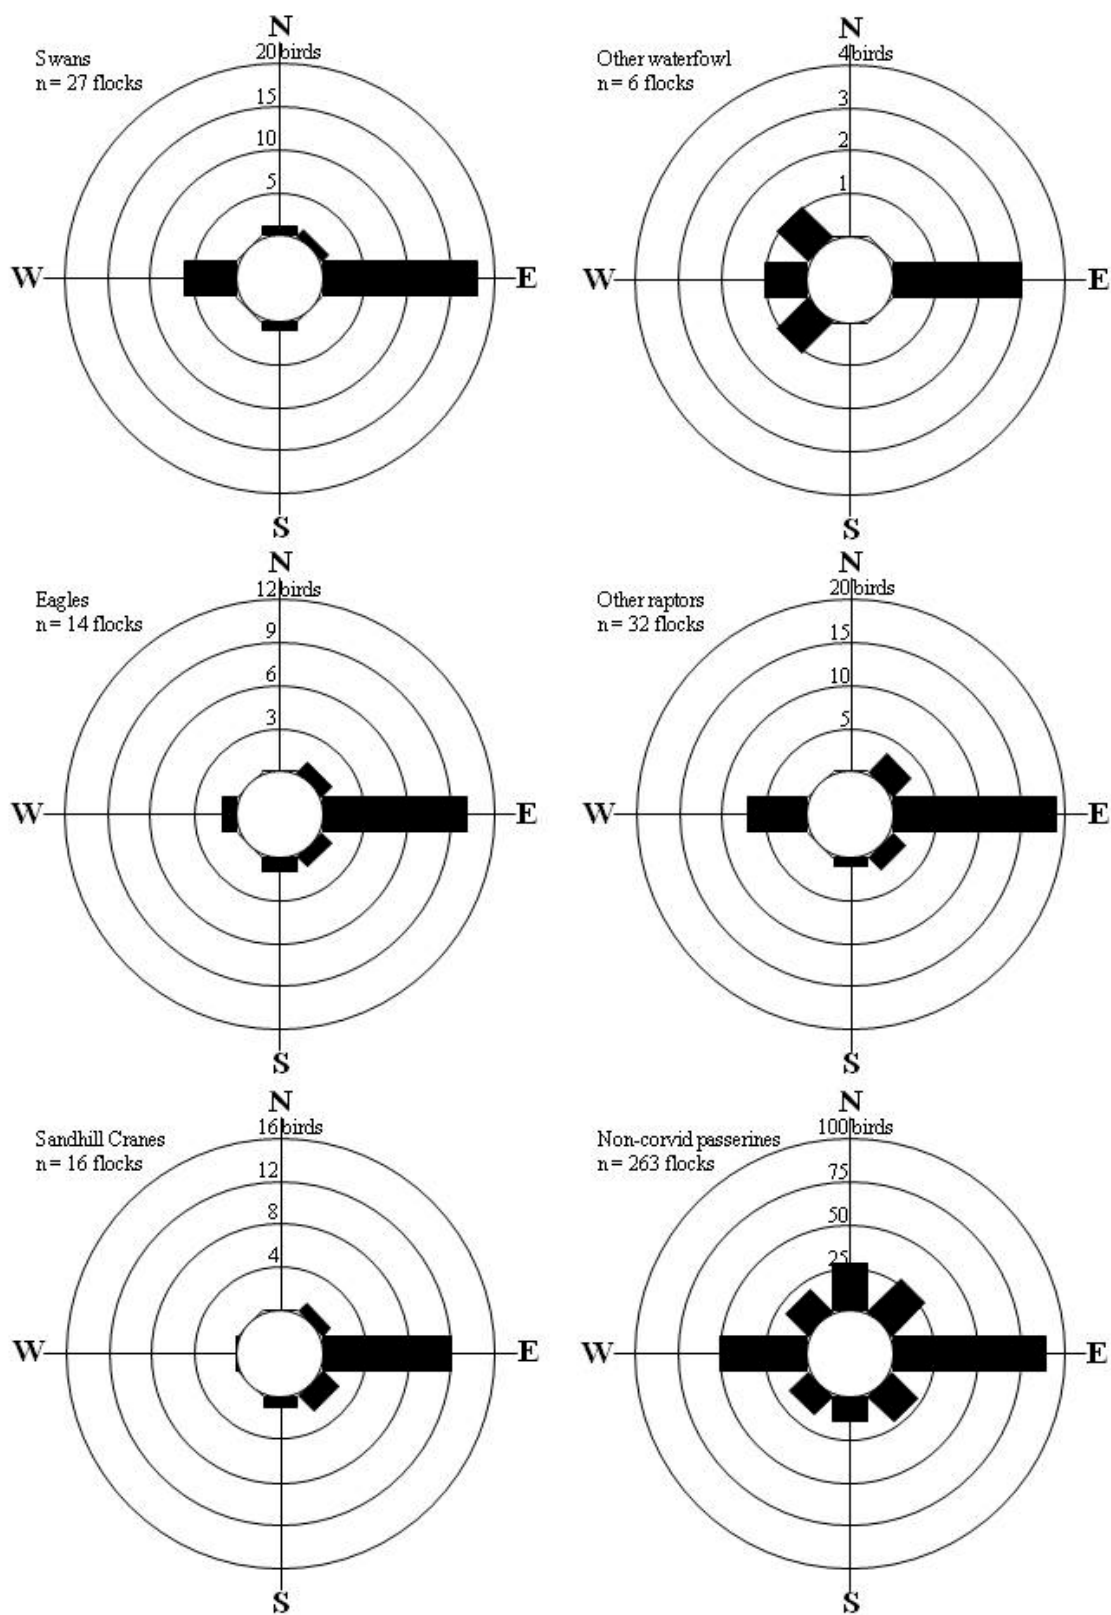 N
20 birds
Swans
n = 27 flocks
15
10
5
W
E
S
N
4 birds
Other waterfowl
n = 6 flocks
3
2
1
W
E
S
N
12 birds
Eagles
n = 14 flocks
9
6
3
W
E
S
N
20 birds
Other raptors
n = 32 flocks
15
10
5
W
E
S
N
16 birds
Sandhill Cranes
n = 16 flocks
12
8
4
W
E
S
N
100 birds
Non-corvid passerines
n = 263 flocks
75
50
25
W
E
S